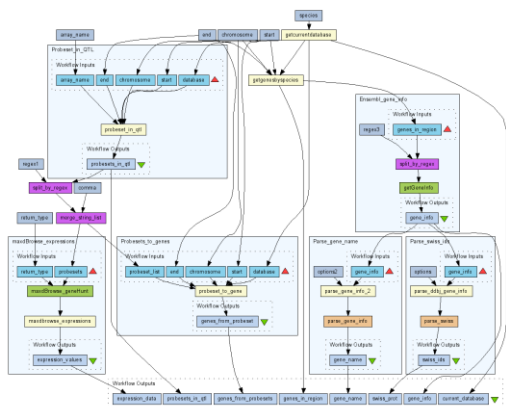 species
array_name
end
chromosome
start
getcurrentdatabase
Probeset_in_QTL
Workflow Inputs
array_name
end
chromosome
start
database
getgenesbyspecies
Ensembl_gene_info
Workflow Inputs
probeset_in_qtl
regex3
genes_in_region
Workflow Outputs
regex1
probesets_in_qtl
split_by_regex
split_by_regex
comma
getGeneInfo
Workflow Outputs
return_type
merge_string_list
gene_info
maxdBrowse_expressions
Probesets_to_genes
Parse_gene_name
Parse_swiss_ids
Workflow Inputs
Workflow Inputs
Workflow Inputs
Workflow Inputs
return_type
probesets
probeset_list
end
chromosome
start
database
options2
gene_info
options
gene_info
maxdBrowse_geneHunt
probeset_to_gene
parse_gene_info_2
parse_ddbj_gene_info
maxdbrowse_expressions
Workflow Outputs
genes_from_probeset
parse_gene_info
parse_swiss
Workflow Outputs
Workflow Outputs
Workflow Outputs
expression_values
gene_name
swiss_ids
Workflow Outputs
expression_data
probesets_in_qtl
genes_from_probesets
genes_in_region
gene_name
swiss_prot
gene_info
current_database